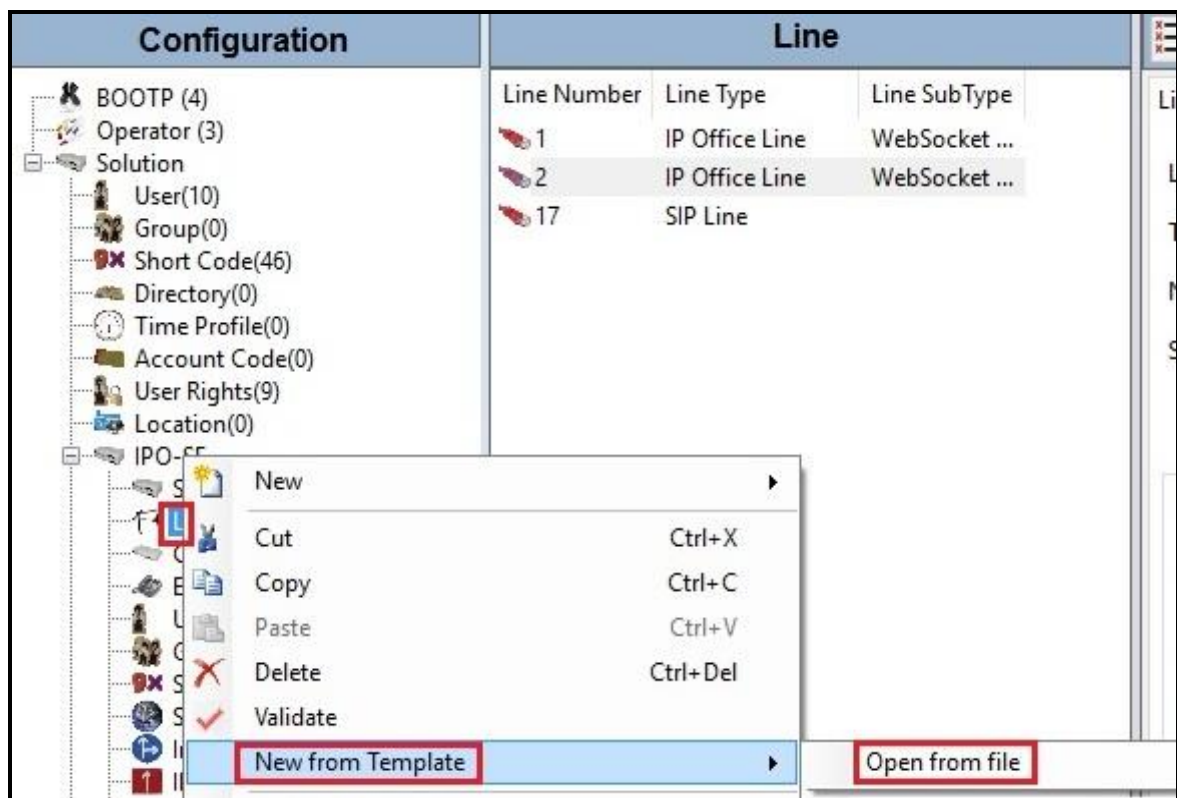 Configuration
BOOTP (4)
Operator (3)
Solution
User(10)
Group(0)
Short Code(46)
Directory(0)
Time Profile(0)
Account Code(0)
User Rights(9)
Location(0)
Line
Line Number Line Type Line SubType
1 IP Office Line WebSocket ...
2 IP Office Line WebSocket ...
17 SIP Line
New
Cut Ctrl+X
Copy Ctrl+C
Paste Ctrl+V
Delete Ctrl+Del
Validate
New from Template
Open from file